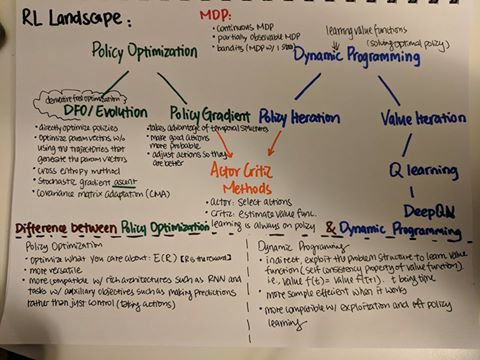 RL Landscape:
MDP:
• continuous MDP
• partially observable MDP
• bandits (MDP w/ 1
learning value functions
(solving optimal policy)
Policy Optimization
Dynamic Programming
derivative free optimization
DFO/Evolution
• directly optimize policies
• optimize param vectors w/o
using the trajectories that
generate the param vectors
• cross entropy method
• Stochastic gradient ascent
• covariance matrix adaptation (CMA)
Policy Gradient
•takes advantage of temporal structures
• make good actions
more probable
• adjust actions so they
are better
Policy Iteration
Value Iteration
Actor Critic
Methods
• actor: select actions
• critic: estimate value func.
• learning is always on policy
Q learning
DeepQN
Difference between Policy Optimization & Dynamic Programming
Policy Optimization
• optimize what you care about: E(R) [R is the reward]
• more versatile
• more compatible w/ rich architectures such as RNN and
tasks w/ auxiliary objectives such as making predictions
rather than just control (taking actions)
Dynamic Programming
• indirect, exploit the problem structure to learn value
function (self consistency property of value function)
i.e., value f(t) = value f(t+1). t being time
• more sample efficient when it works
• more compatible w/ exploitation and off policy
learning